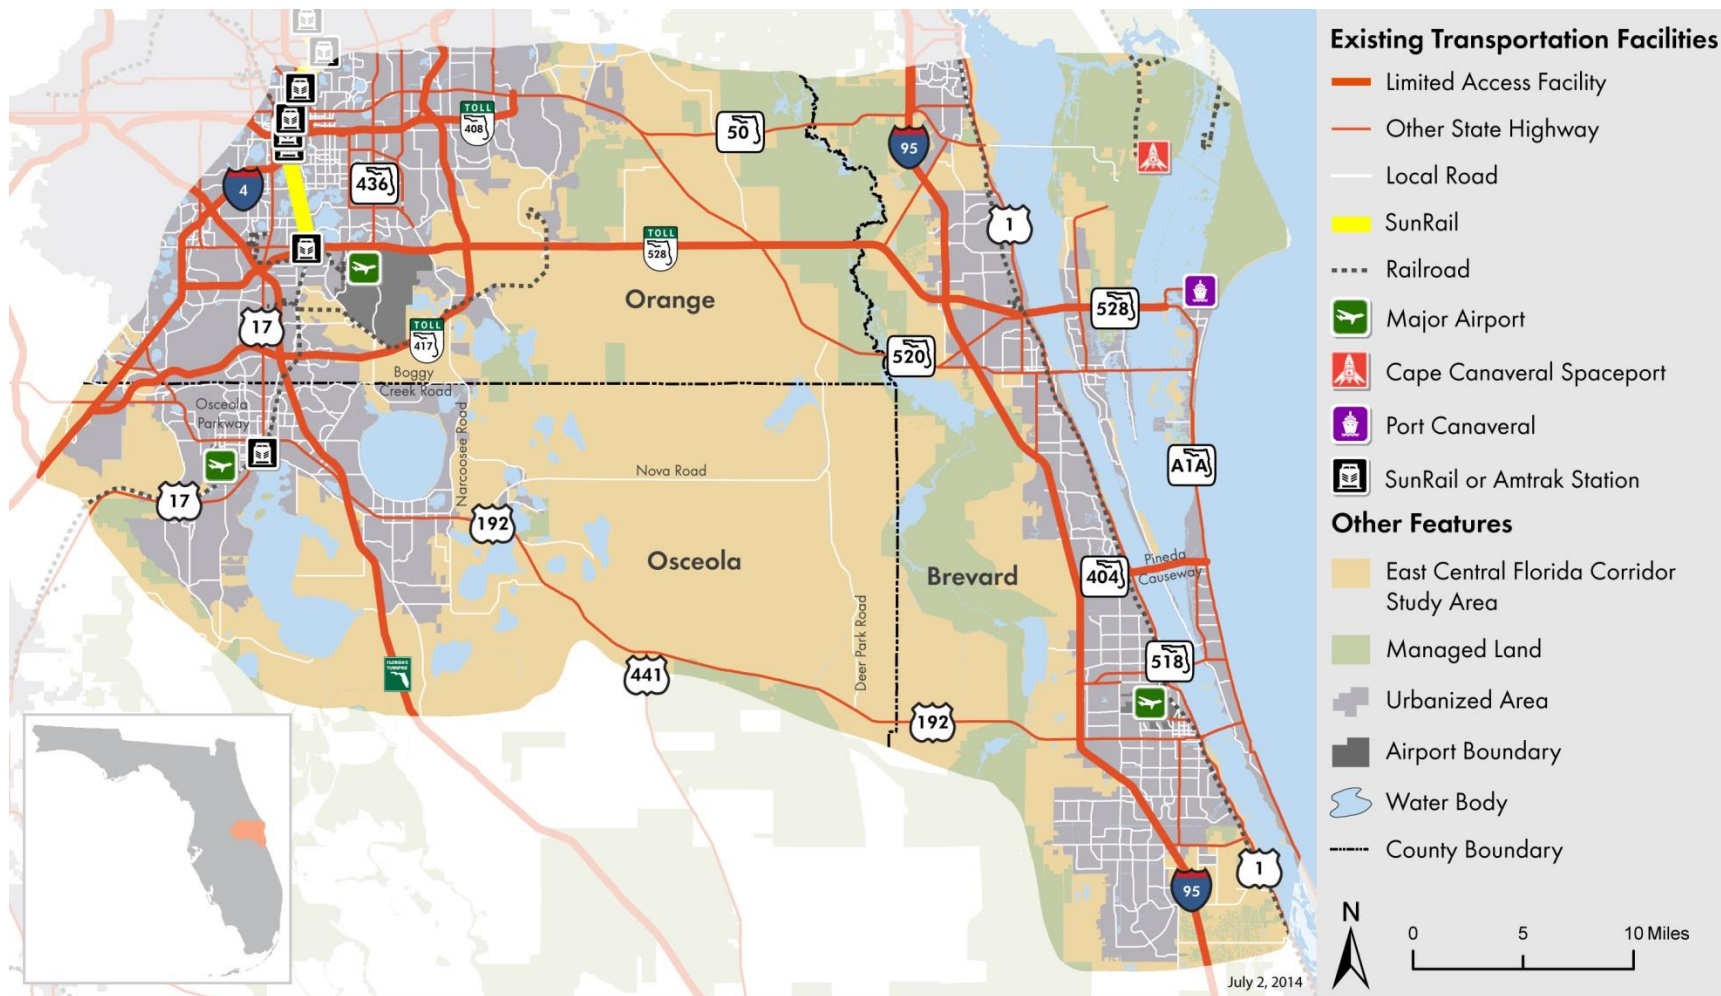 TOLL
408
50
95
4
436
1
TOLL
528
Orange
17
TOLL
417
528
520
Boggy
Creek Road
Osceola
Parkway
Narcoossee Road
Nova Road
A1A
17
192
Osceola
Brevard
404
Pineda
Causeway
Deer Park Road
FLORIDA'S
TURNPIKE
441
518
192
1
95
July 2, 2014
Existing Transportation Facilities
Limited Access Facility
Other State Highway
Local Road
SunRail
Railroad
Major Airport
Cape Canaveral Spaceport
Port Canaveral
SunRail or Amtrak Station
Other Features
East Central Florida Corridor
Study Area
Managed Land
Urbanized Area
Airport Boundary
Water Body
County Boundary
N
0 5 10 Miles